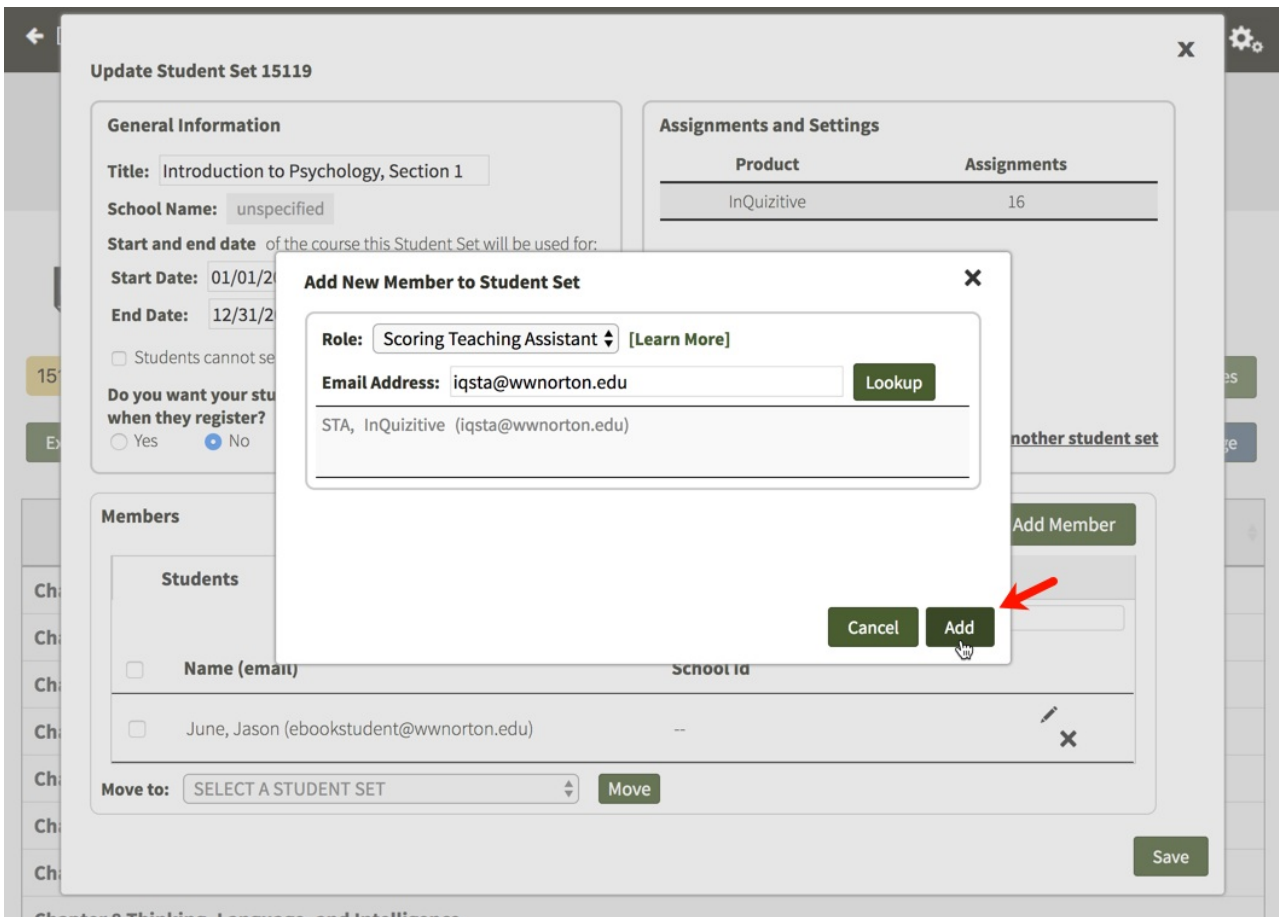 Update Student Set 15119
X
General Information
Title: Introduction to Psychology, Section 1
School Name: unspecified
Start and end date of the course this Student Set will be used for:
Start Date: 01/01/20
End Date: 12/31/2
Students cannot se
Do you want your stu
when they register?
Yes No
Assignments and Settings
Product Assignments
InQuizitive 16
nother student set
Add New Member to Student Set
Role: Scoring Teaching Assistant [Learn More]
Email Address: iqsta@wwnorton.edu Lookup
STA, InQuizitive (iqsta@wwnorton.edu)
Cancel Add
Members
Add Member
Students
Name (email) School Id
June, Jason (ebookstudent@wwnorton.edu) --
Move to: SELECT A STUDENT SET Move
Save
Chapter 8 Thinking, Language, and Intelligence